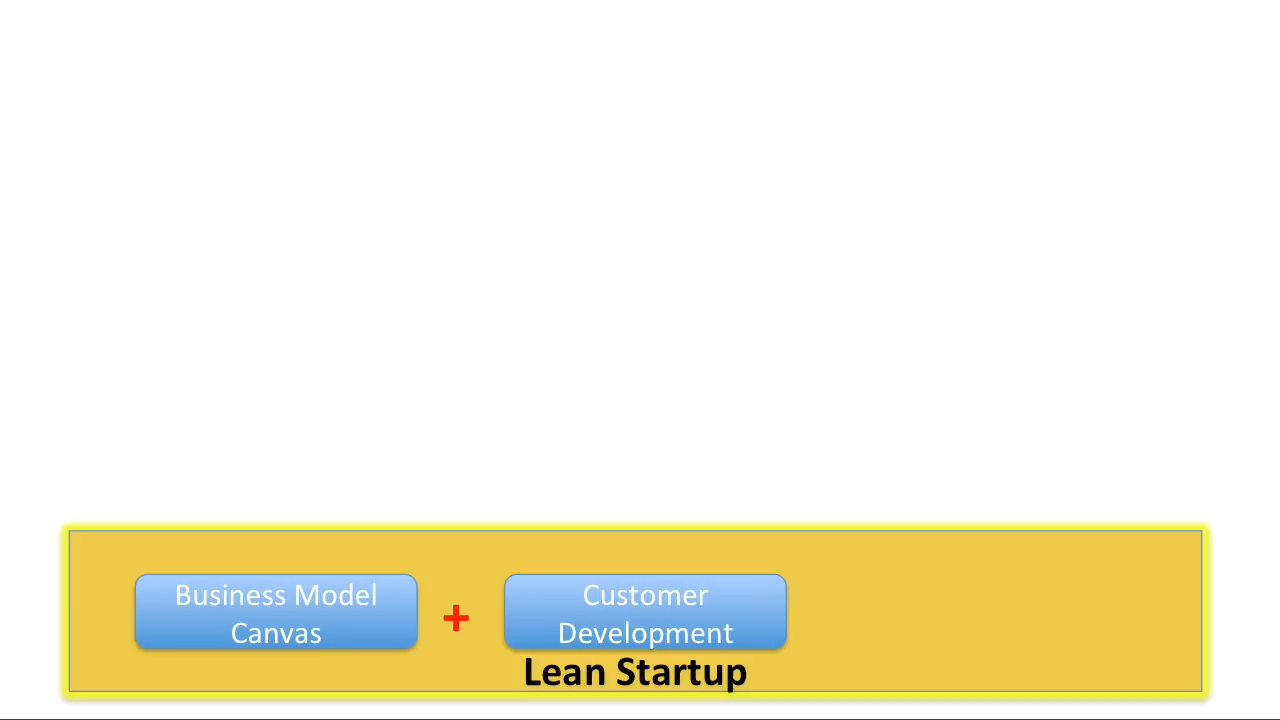 Business Model
Canvas
+
Customer
Development
Lean Startup